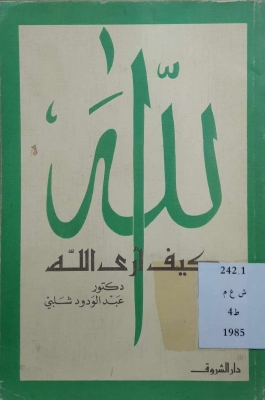 الله
كيف أرى الله
دكتور
عبد الودود شلبي
242.1
ش ع م
ط4
1985
دار الشروق